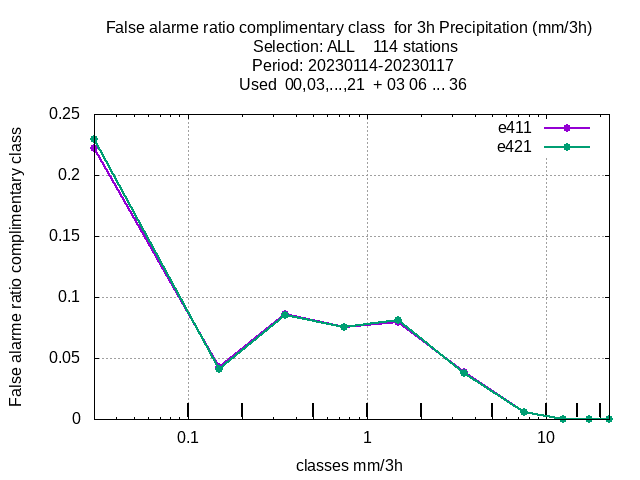 False alarme ratio complimentary class  for 3h Precipitation (mm/3h)
Selection: ALL    114 stations
Period: 20230114-20230117
Used  00,03,...,21  + 03 06 ... 36
e411
e421
False alarme ratio complimentary class
0.25
0.2
0.15
0.1
0.05
0
0.1
1
10
classes mm/3h